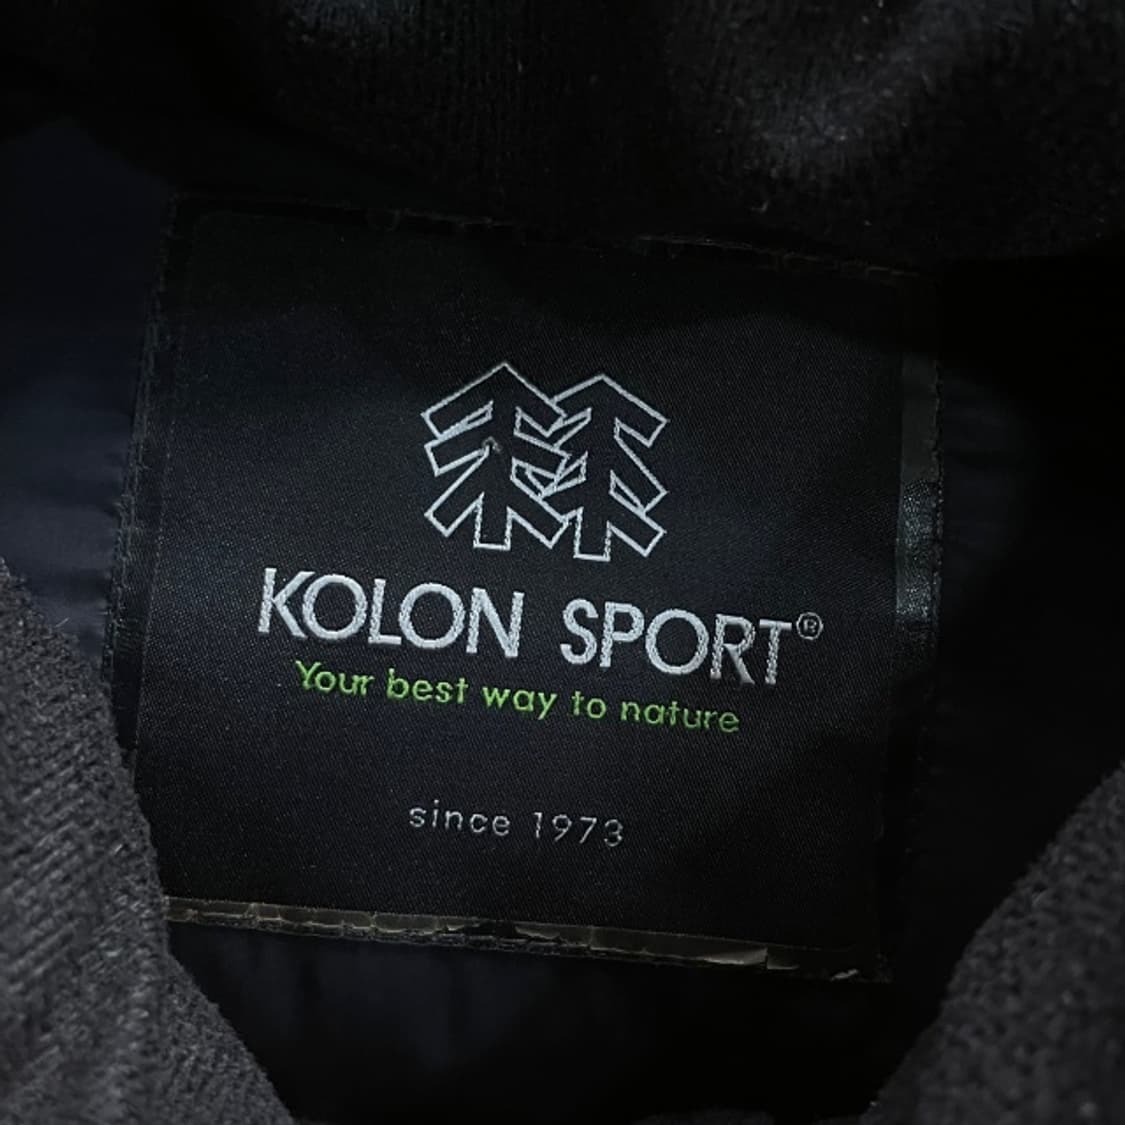 KOLON SPORT®
Your best way to nature
since 1973